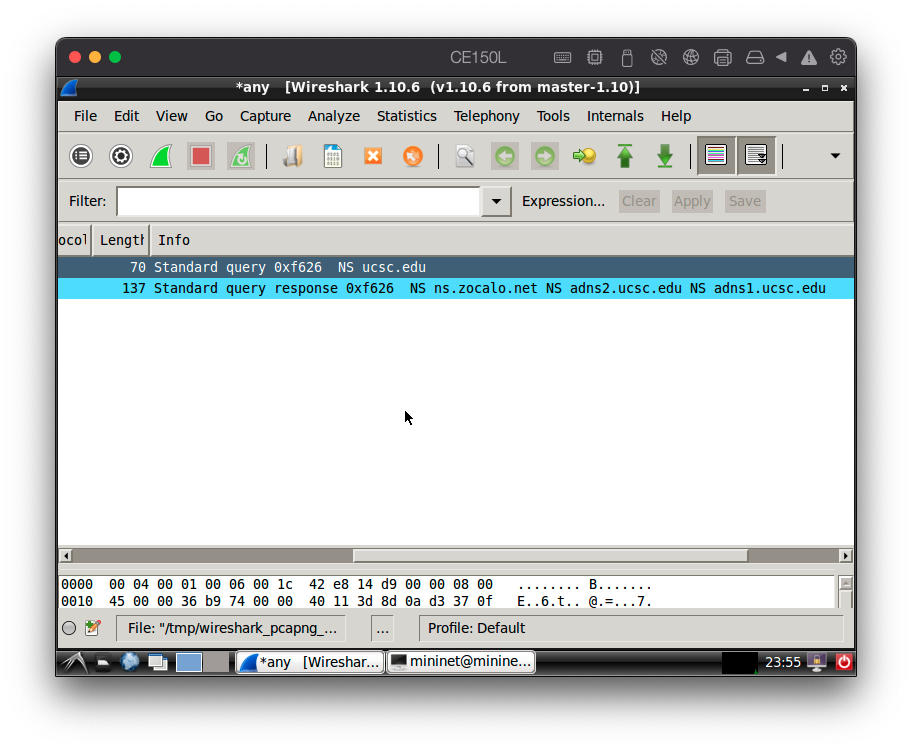 CE150L
*any   [Wireshark 1.10.6  (v1.10.6 from master-1.10)]
File Edit View Go Capture Analyze Statistics Telephony Tools Internals Help
Filter: Expression... Clear Apply Save
ocol Length Info
70 Standard query 0xf626  NS ucsc.edu
137 Standard query response 0xf626  NS ns.zocalo.net NS adns2.ucsc.edu NS adns1.ucsc.edu
0000  00 04 00 01 00 06 00 1c  42 e8 14 d9 00 00 08 00   ........ B.......
0010  45 00 00 36 b9 74 00 00  40 11 3d 8d 0a d3 37 0f   E..6.t.. @.=...7.
File: "/tmp/wireshark_pcapng_... ... Profile: Default
*any   [Wireshar... mininet@minine... 23:55